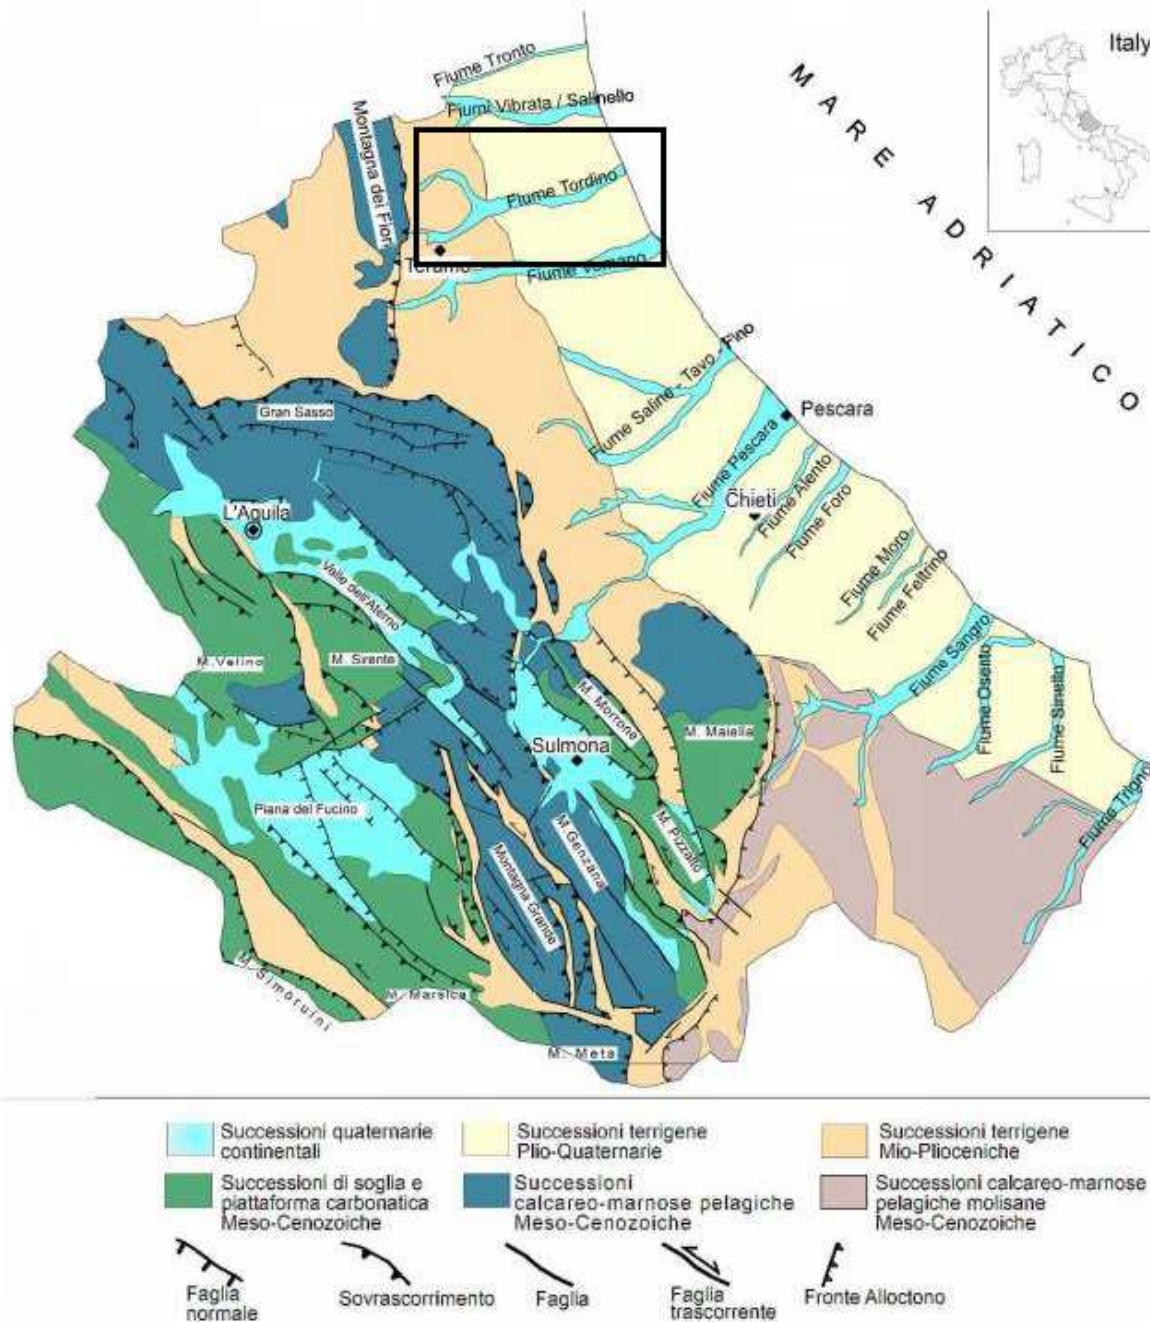 Italy
MARE ADRIATICO
Fiume Tronto
Fiumi Vibrata / Salinello
Montagna dei Fiori
Fiume Tordino
Teramo
Fiume Vomano
Fiume Saline - Tavo - Fino
Gran Sasso
Pescara
Fiume Pescara
Chieti
Fiume Alento
Fiume Foro
L'Aquila
Fiume Moro
Fiume Feltrino
Valle dell'Aterno
M. Velino
M. Sirente
Fiume Sangro
M. Morrone
M. Maiella
Fiume Osento
Fiume Sinello
Sulmona
Piana del Fucino
Fiume Trigno
M. Pizzalto
M. Genzana
Montagna Grande
M. Simbruini
M. Marsica
M. Meta
Successioni quaternarie
continentali
Successioni terrigene
Plio-Quaternarie
Successioni terrigene
Mio-Plioceniche
Successioni di soglia e
piattaforma carbonatica
Meso-Cenozoiche
Successioni
calcareo-marnose pelagiche
Meso-Cenozoiche
Successioni calcareo-marnose
pelagiche molisane
Meso-Cenozoiche
Faglia
normale
Sovrascorrimento
Faglia
Faglia
trascorrente
Fronte Alloctono